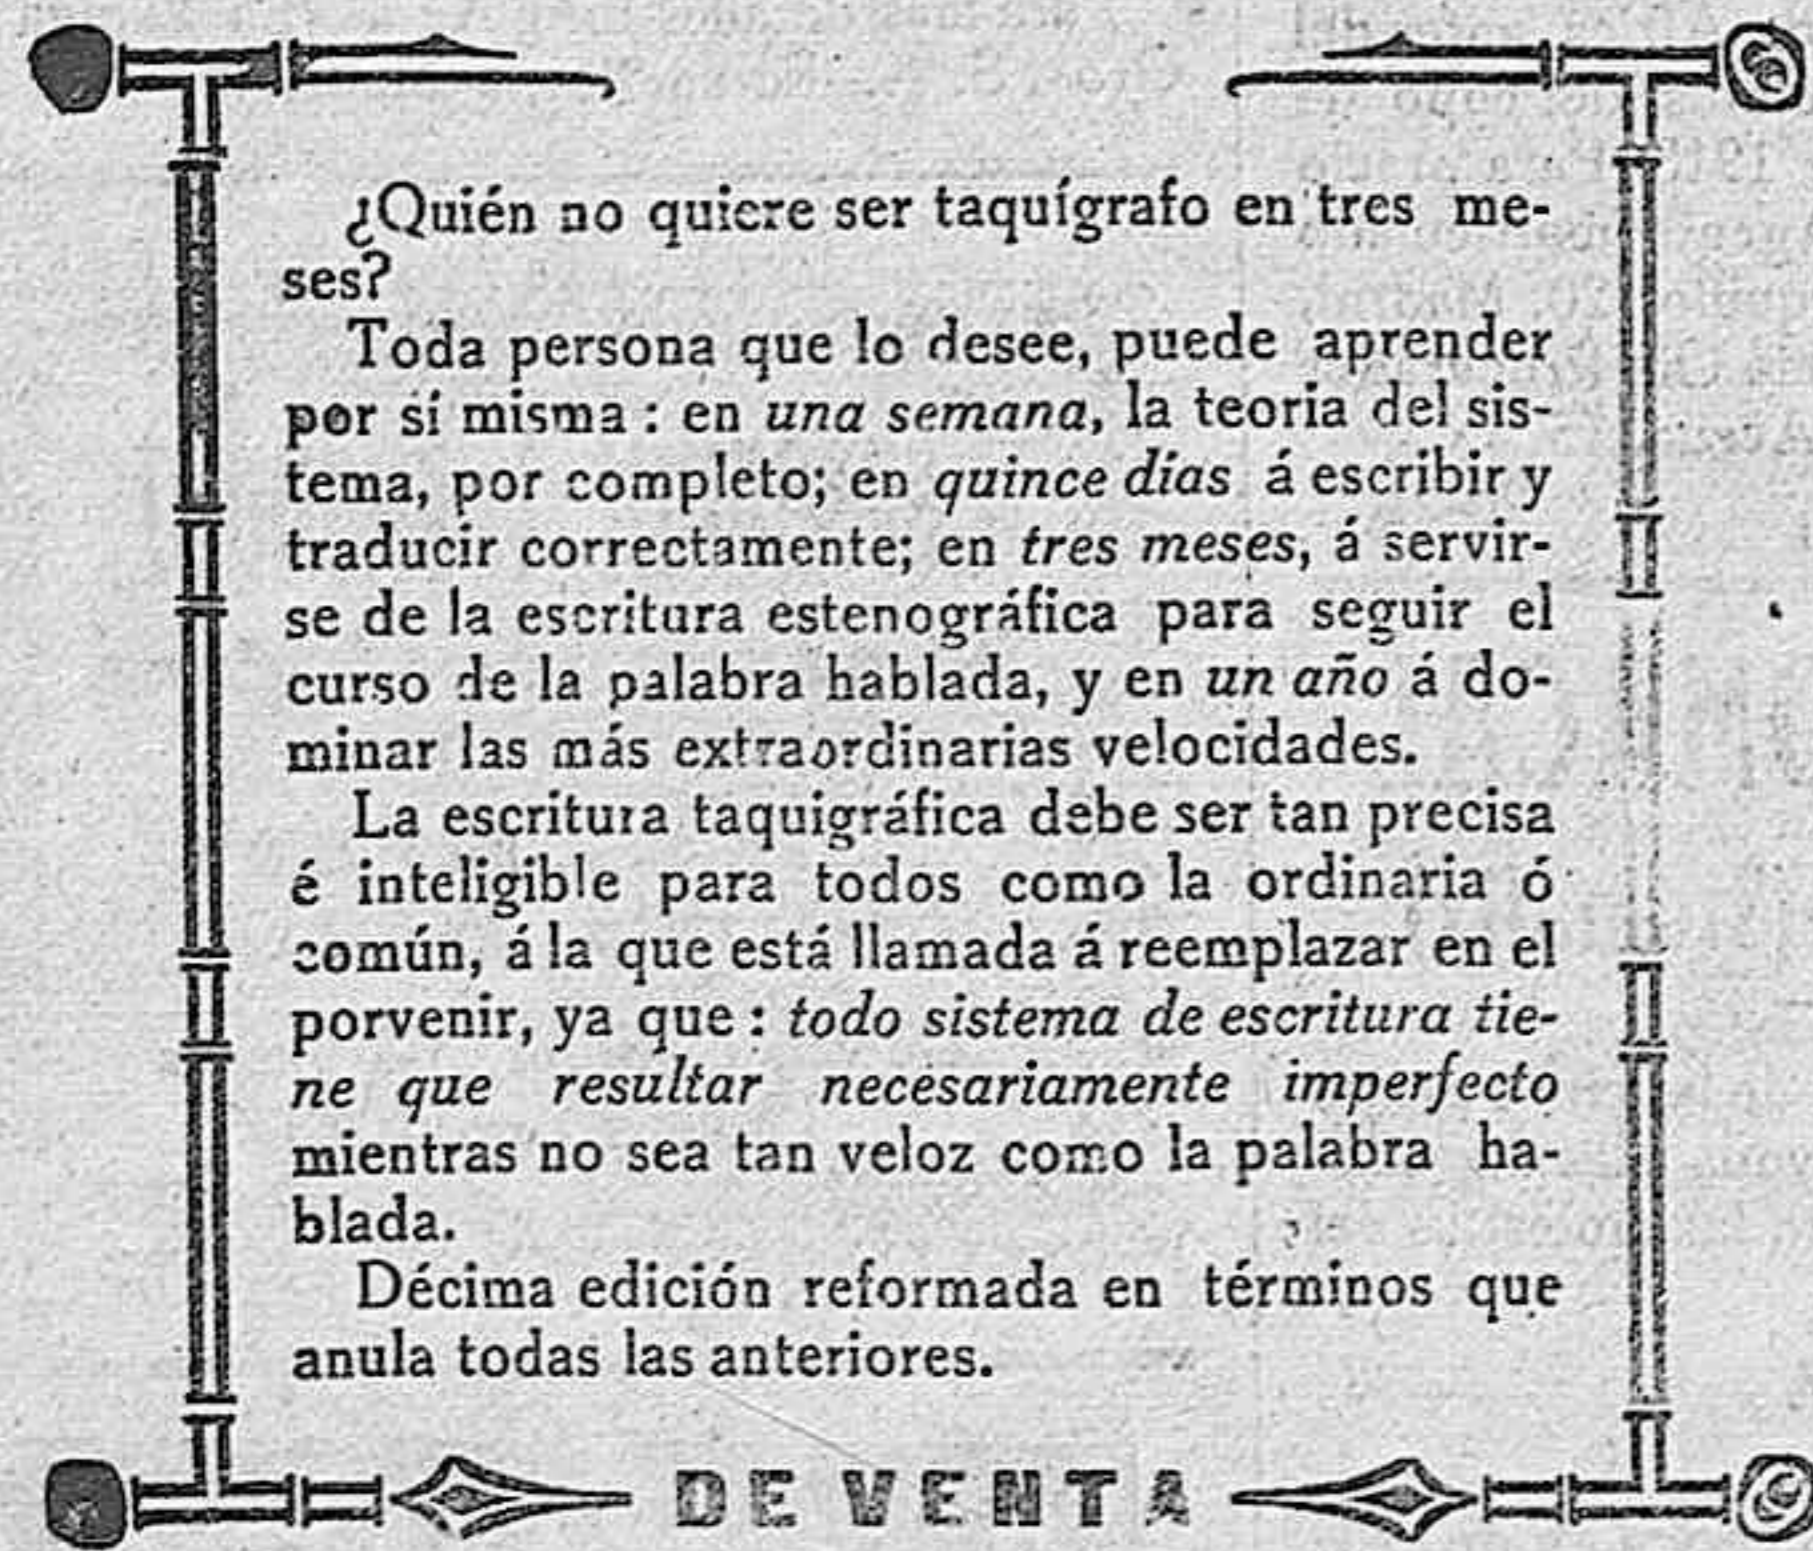 ¿Quién no quiere ser taquígrafo en tres me-
ses?
Toda persona que lo desee, puede aprender
por sí misma : en una semana, la teoria del sis-
tema, por completo; en quince días á escribir y
traducir correctamente; en tres meses, á servir-
se de la escritura estenográfica para seguir el
curso de la palabra hablada, y en un año á do-
minar las más extraordinarias velocidades.
La escritura taquigráfica debe ser tan precisa
é inteligible para todos como la ordinaria ó
común, á la que está llamada á reemplazar en el
porvenir, ya que : todo sistema de escritura tie-
ne que resultar necesariamente imperfecto
mientras no sea tan veloz como la palabra ha-
blada.
Décima edición reformada en términos que
anula todas las anteriores.
DE VENTA